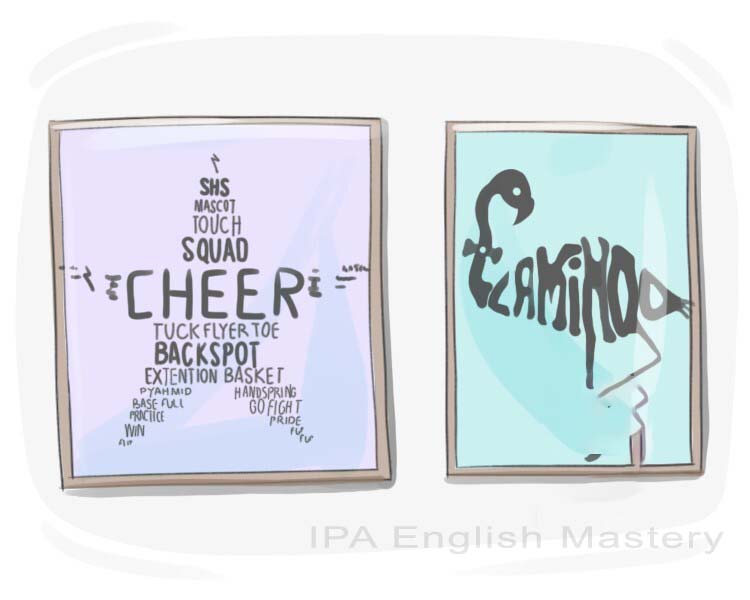 SHS
MASCOT
TOUCH
SQUAD
CHEER
TUCK FLYER TOE
BACKSPOT
EXTENTION BASKET
PYAHMID HANDSPRING
BASE FULL GO FIGHT
PRACTICE PRIDE
WIN
FLAMiNGO
IPA English Mastery